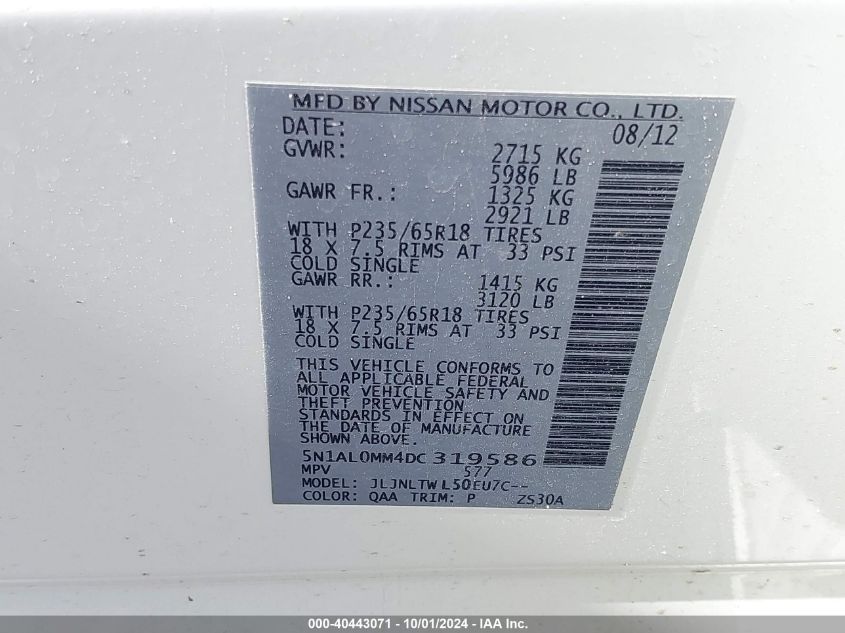 MFD BY NISSAN MOTOR CO., LTD.
DATE: 08/12
GVWR: 2715 KG
5986 LB
GAWR FR.: 1325 KG
2921 LB
WITH P235/65R18 TIRES
18 X 7.5 RIMS AT 33 PSI
COLD SINGLE
GAWR RR.: 1415 KG
3120 LB
WITH P235/65R18 TIRES
18 X 7.5 RIMS AT 33 PSI
COLD SINGLE
THIS VEHICLE CONFORMS TO
ALL APPLICABLE FEDERAL
MOTOR VEHICLE SAFETY AND
THEFT PREVENTION
STANDARDS IN EFFECT ON
THE DATE OF MANUFACTURE
SHOWN ABOVE.
5N1AL0MM4DC319586
MPV 577
MODEL: JLJNLTWL50EU7C--
COLOR: QAA TRIM: P ZS30A
000-40443071 - 10/01/2024 - IAA Inc.